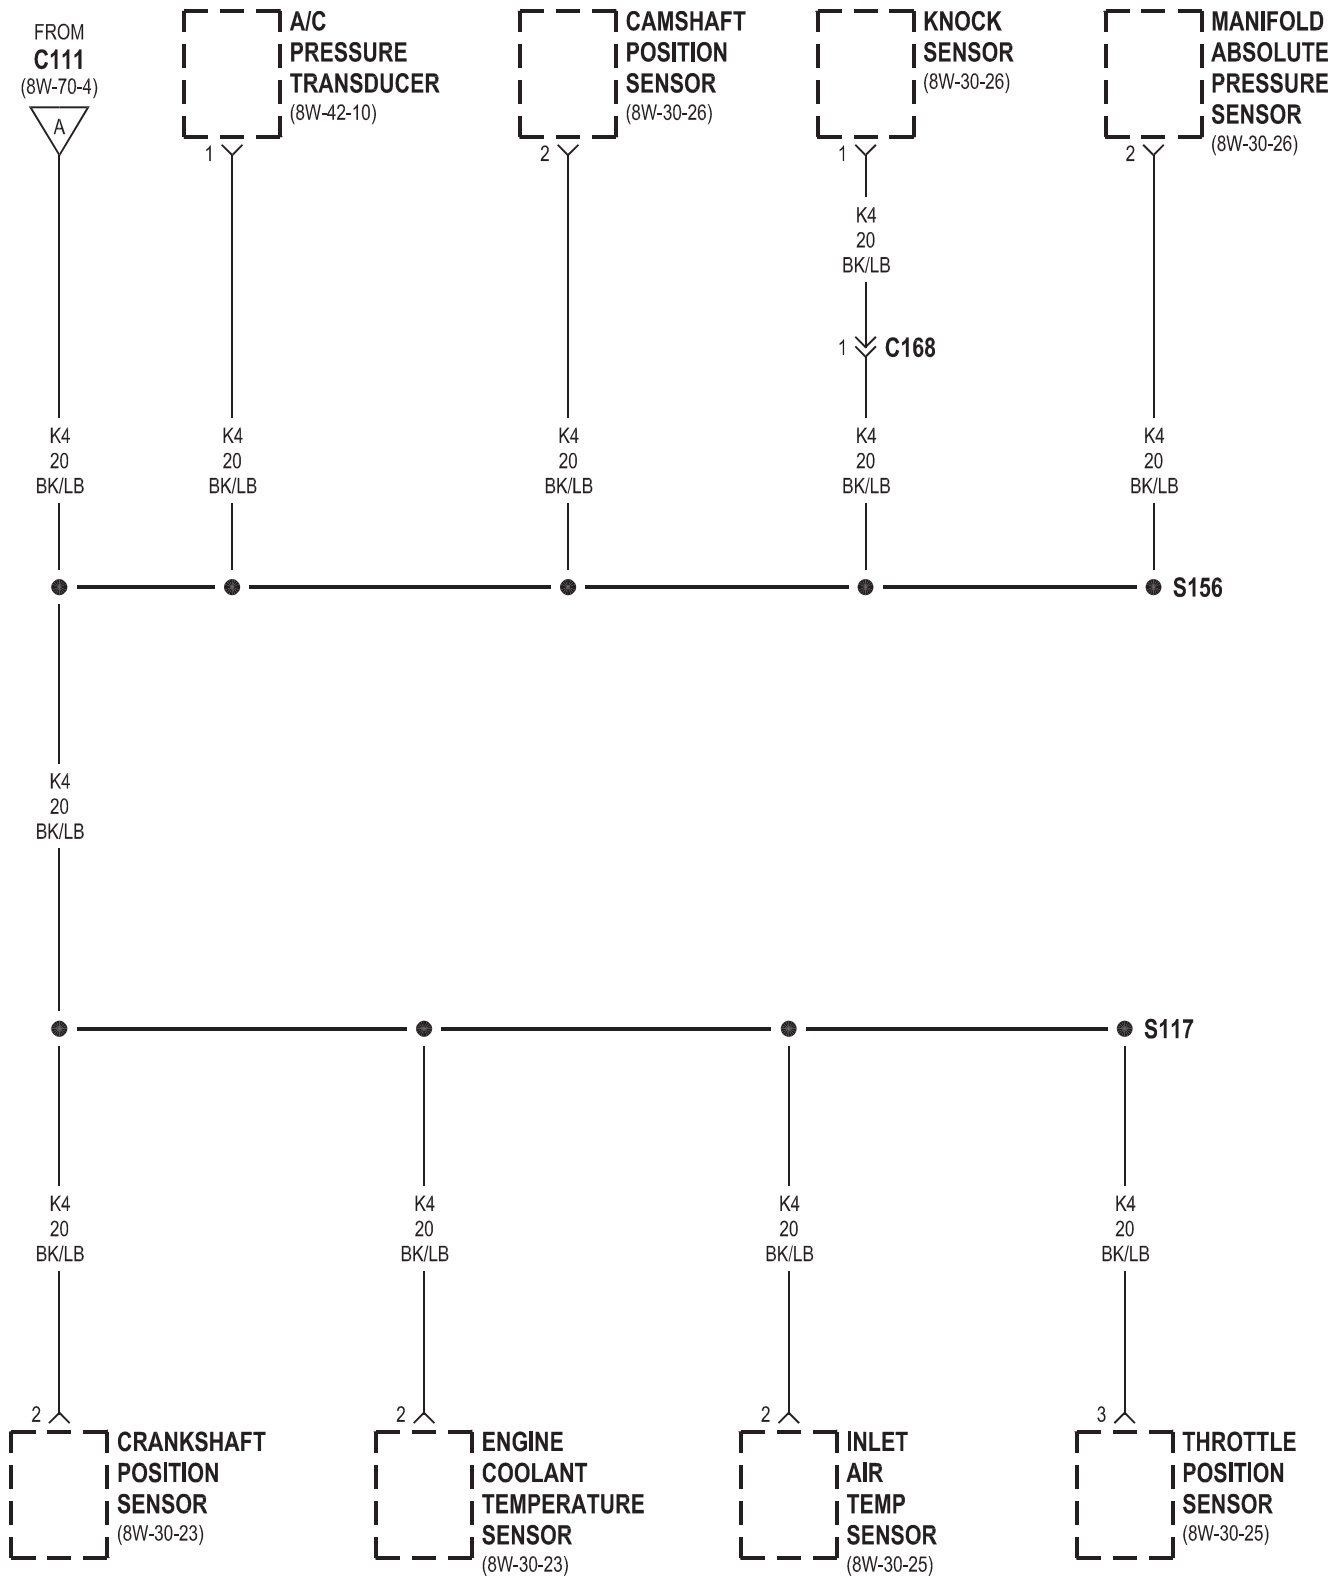 FROM
C111
(8W-70-4)
A
A/C
PRESSURE
TRANSDUCER
(8W-42-10)
1
CAMSHAFT
POSITION
SENSOR
(8W-30-26)
2
KNOCK
SENSOR
(8W-30-26)
1
MANIFOLD
ABSOLUTE
PRESSURE
SENSOR
(8W-30-26)
2
K4
20
BK/LB
1
C168
K4
20
BK/LB
K4
20
BK/LB
K4
20
BK/LB
K4
20
BK/LB
K4
20
BK/LB
S156
K4
20
BK/LB
S117
K4
20
BK/LB
K4
20
BK/LB
K4
20
BK/LB
K4
20
BK/LB
2
CRANKSHAFT
POSITION
SENSOR
(8W-30-23)
2
ENGINE
COOLANT
TEMPERATURE
SENSOR
(8W-30-23)
2
INLET
AIR
TEMP
SENSOR
(8W-30-25)
3
THROTTLE
POSITION
SENSOR
(8W-30-25)